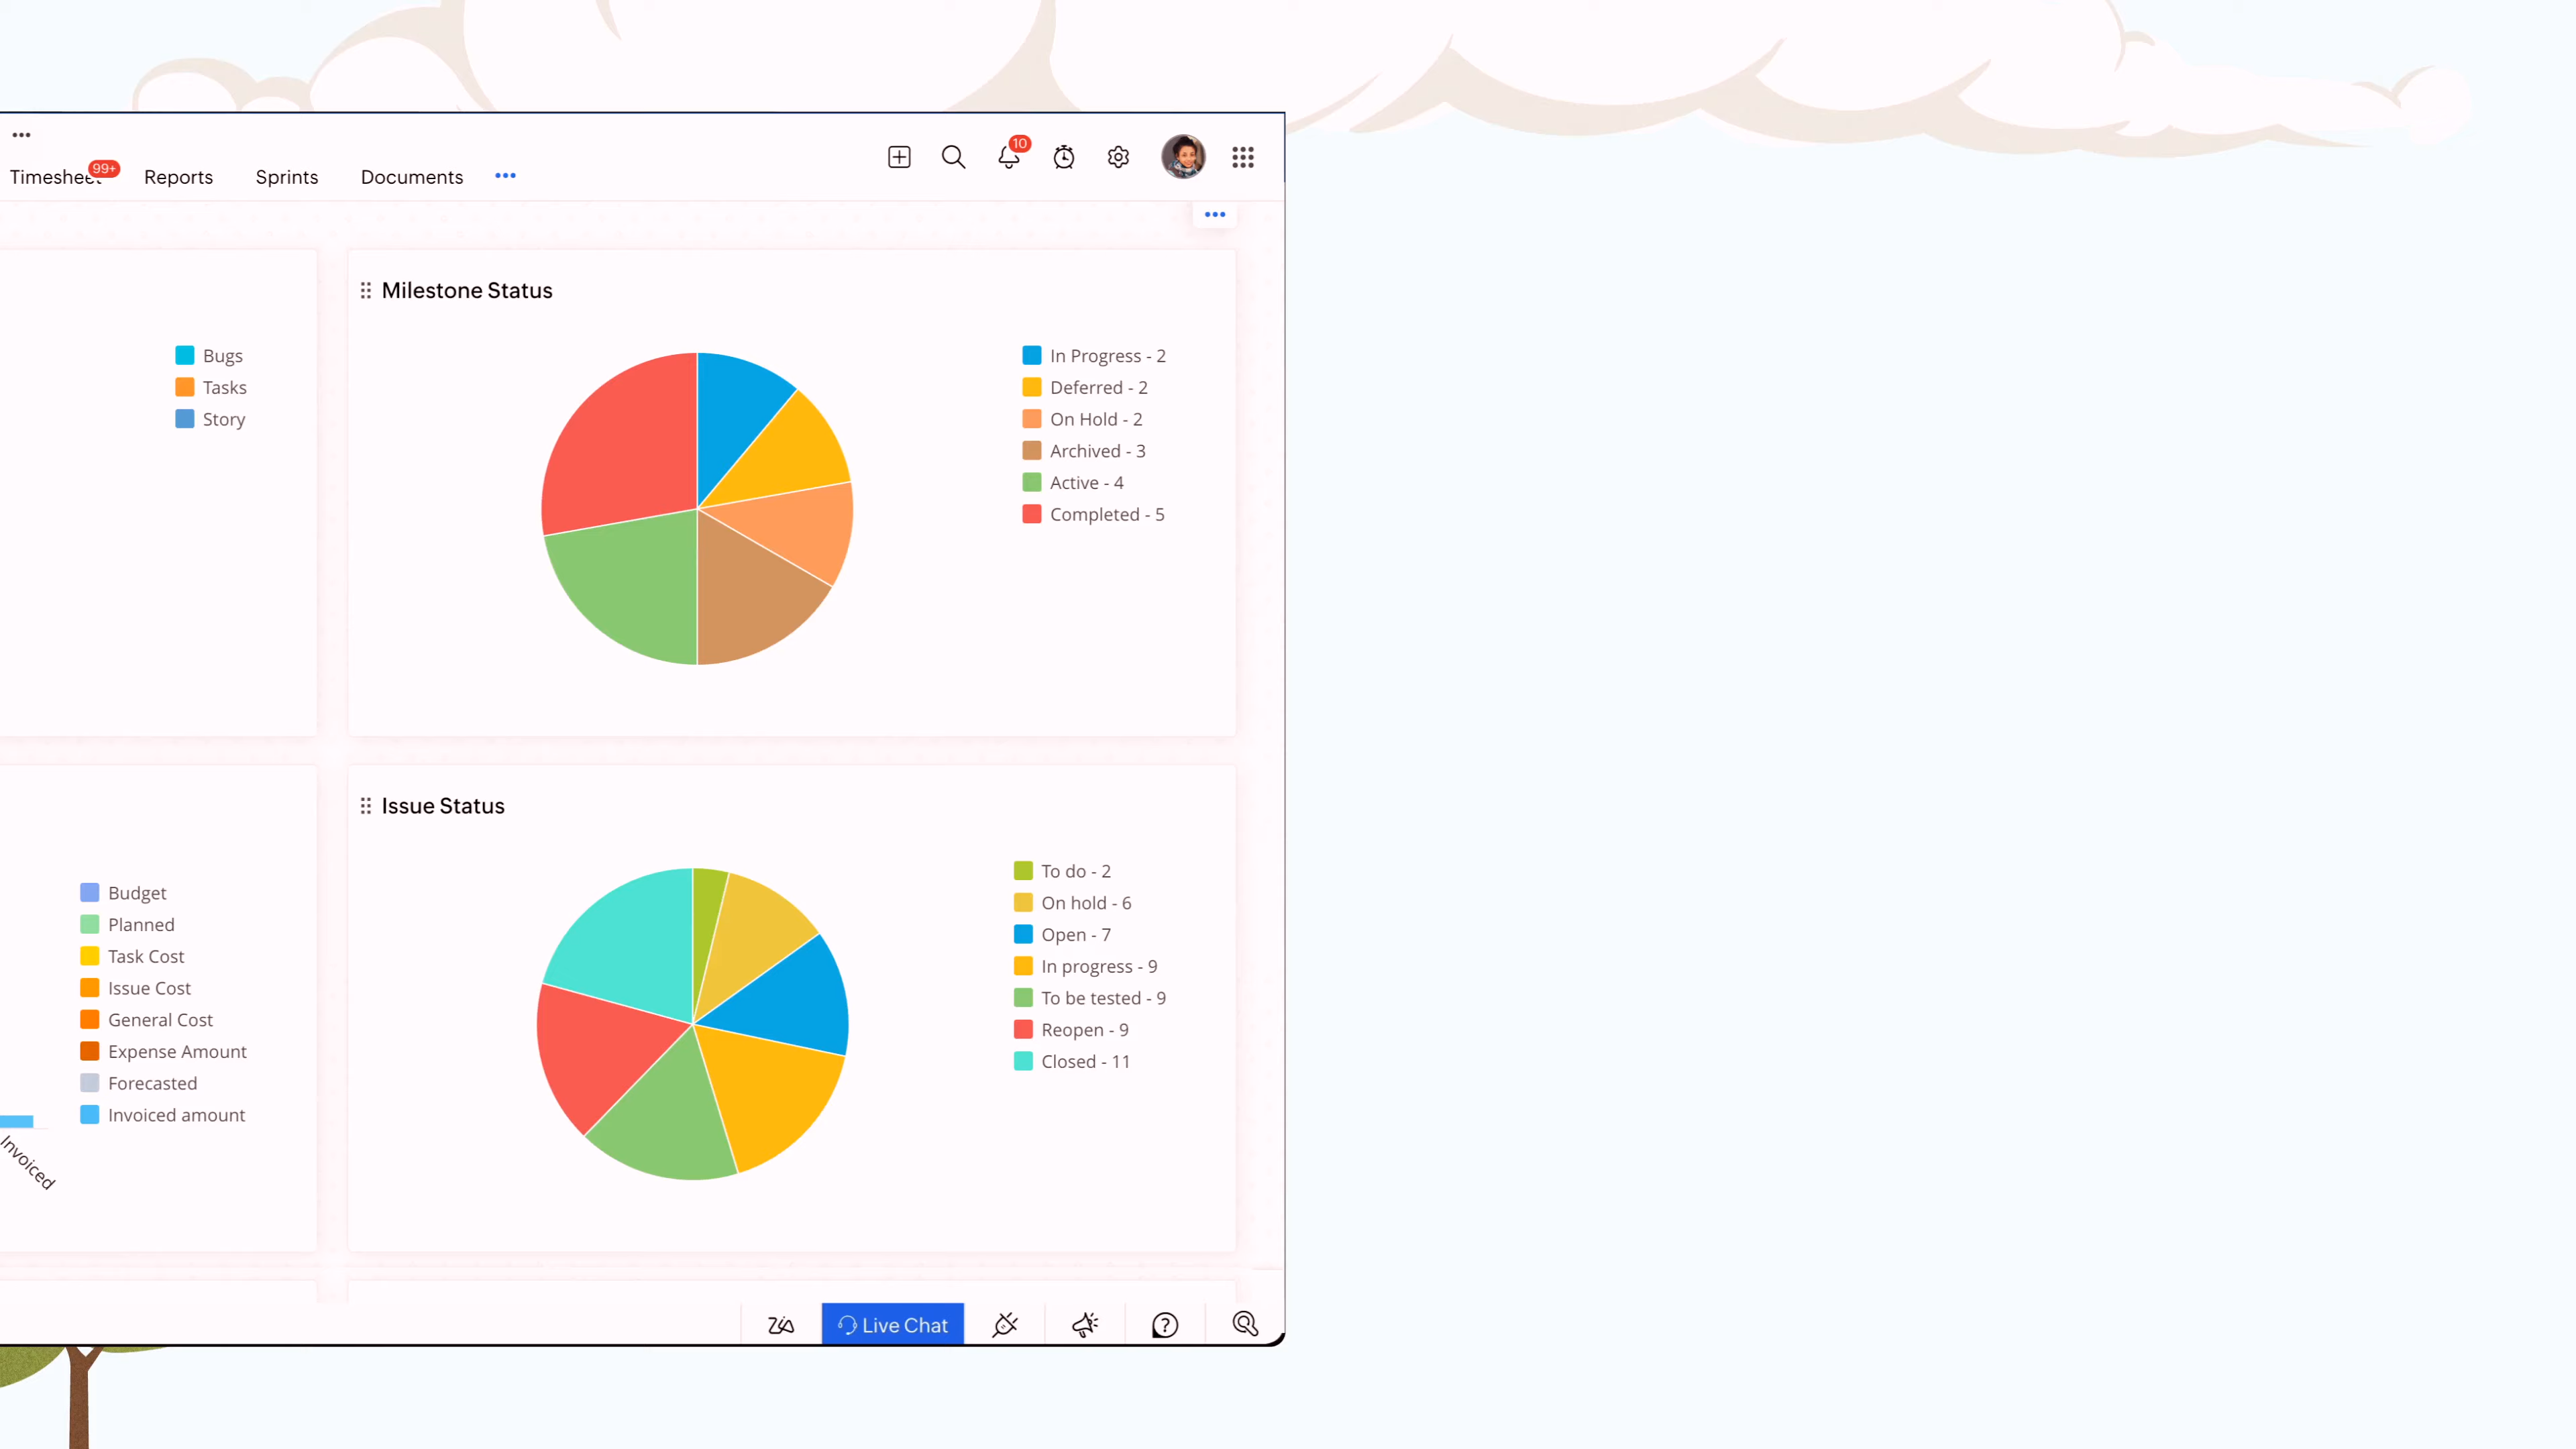 10
Timesheet 99+ Reports Sprints Documents
Milestone Status
Bugs
Tasks
Story
In Progress - 2
Deferred - 2
On Hold - 2
Archived - 3
Active - 4
Completed - 5
Issue Status
Budget
Planned
Task Cost
Issue Cost
General Cost
Expense Amount
Forecasted
Invoiced amount
Invoiced
To do - 2
On hold - 6
Open - 7
In progress - 9
To be tested - 9
Reopen - 9
Closed - 11
Zia
Live Chat
?